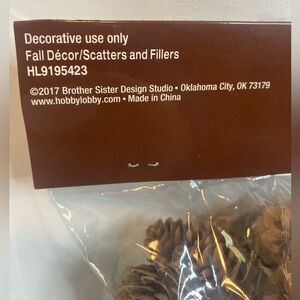 Decorative use only
Fall Décor/Scatters and Fillers
HL9195423
©2017 Brother Sister Design Studio • Oklahoma City, OK 73179
www.hobbylobby.com • Made in China